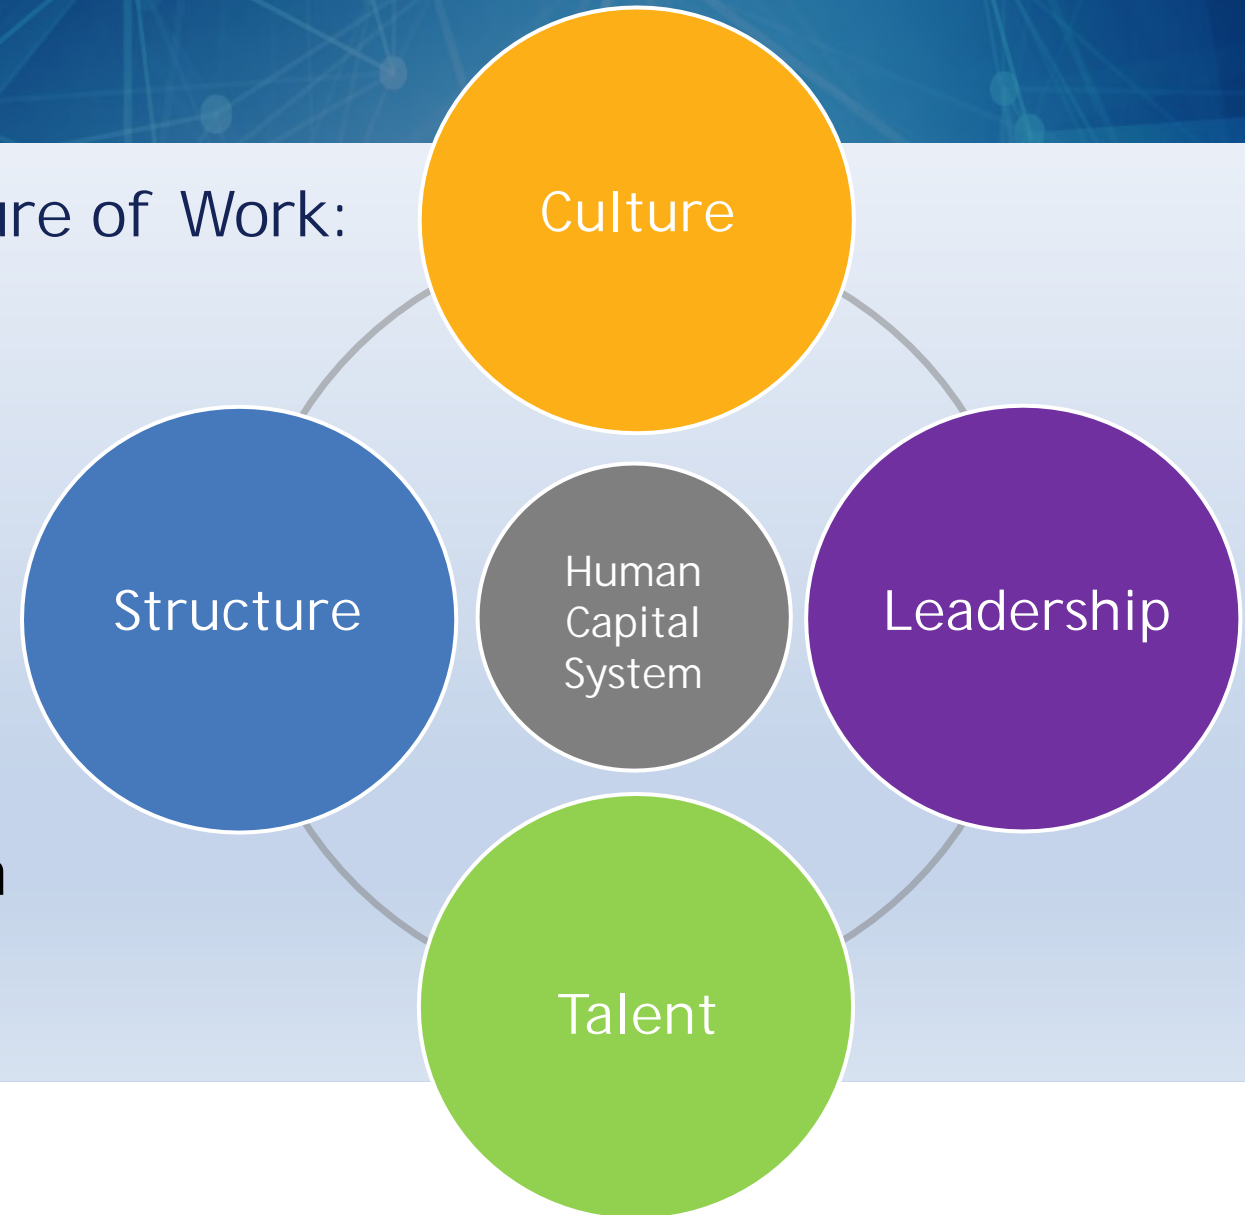 ure of Work:
Culture
Structure
Human
Capital
System
Leadership
Talent